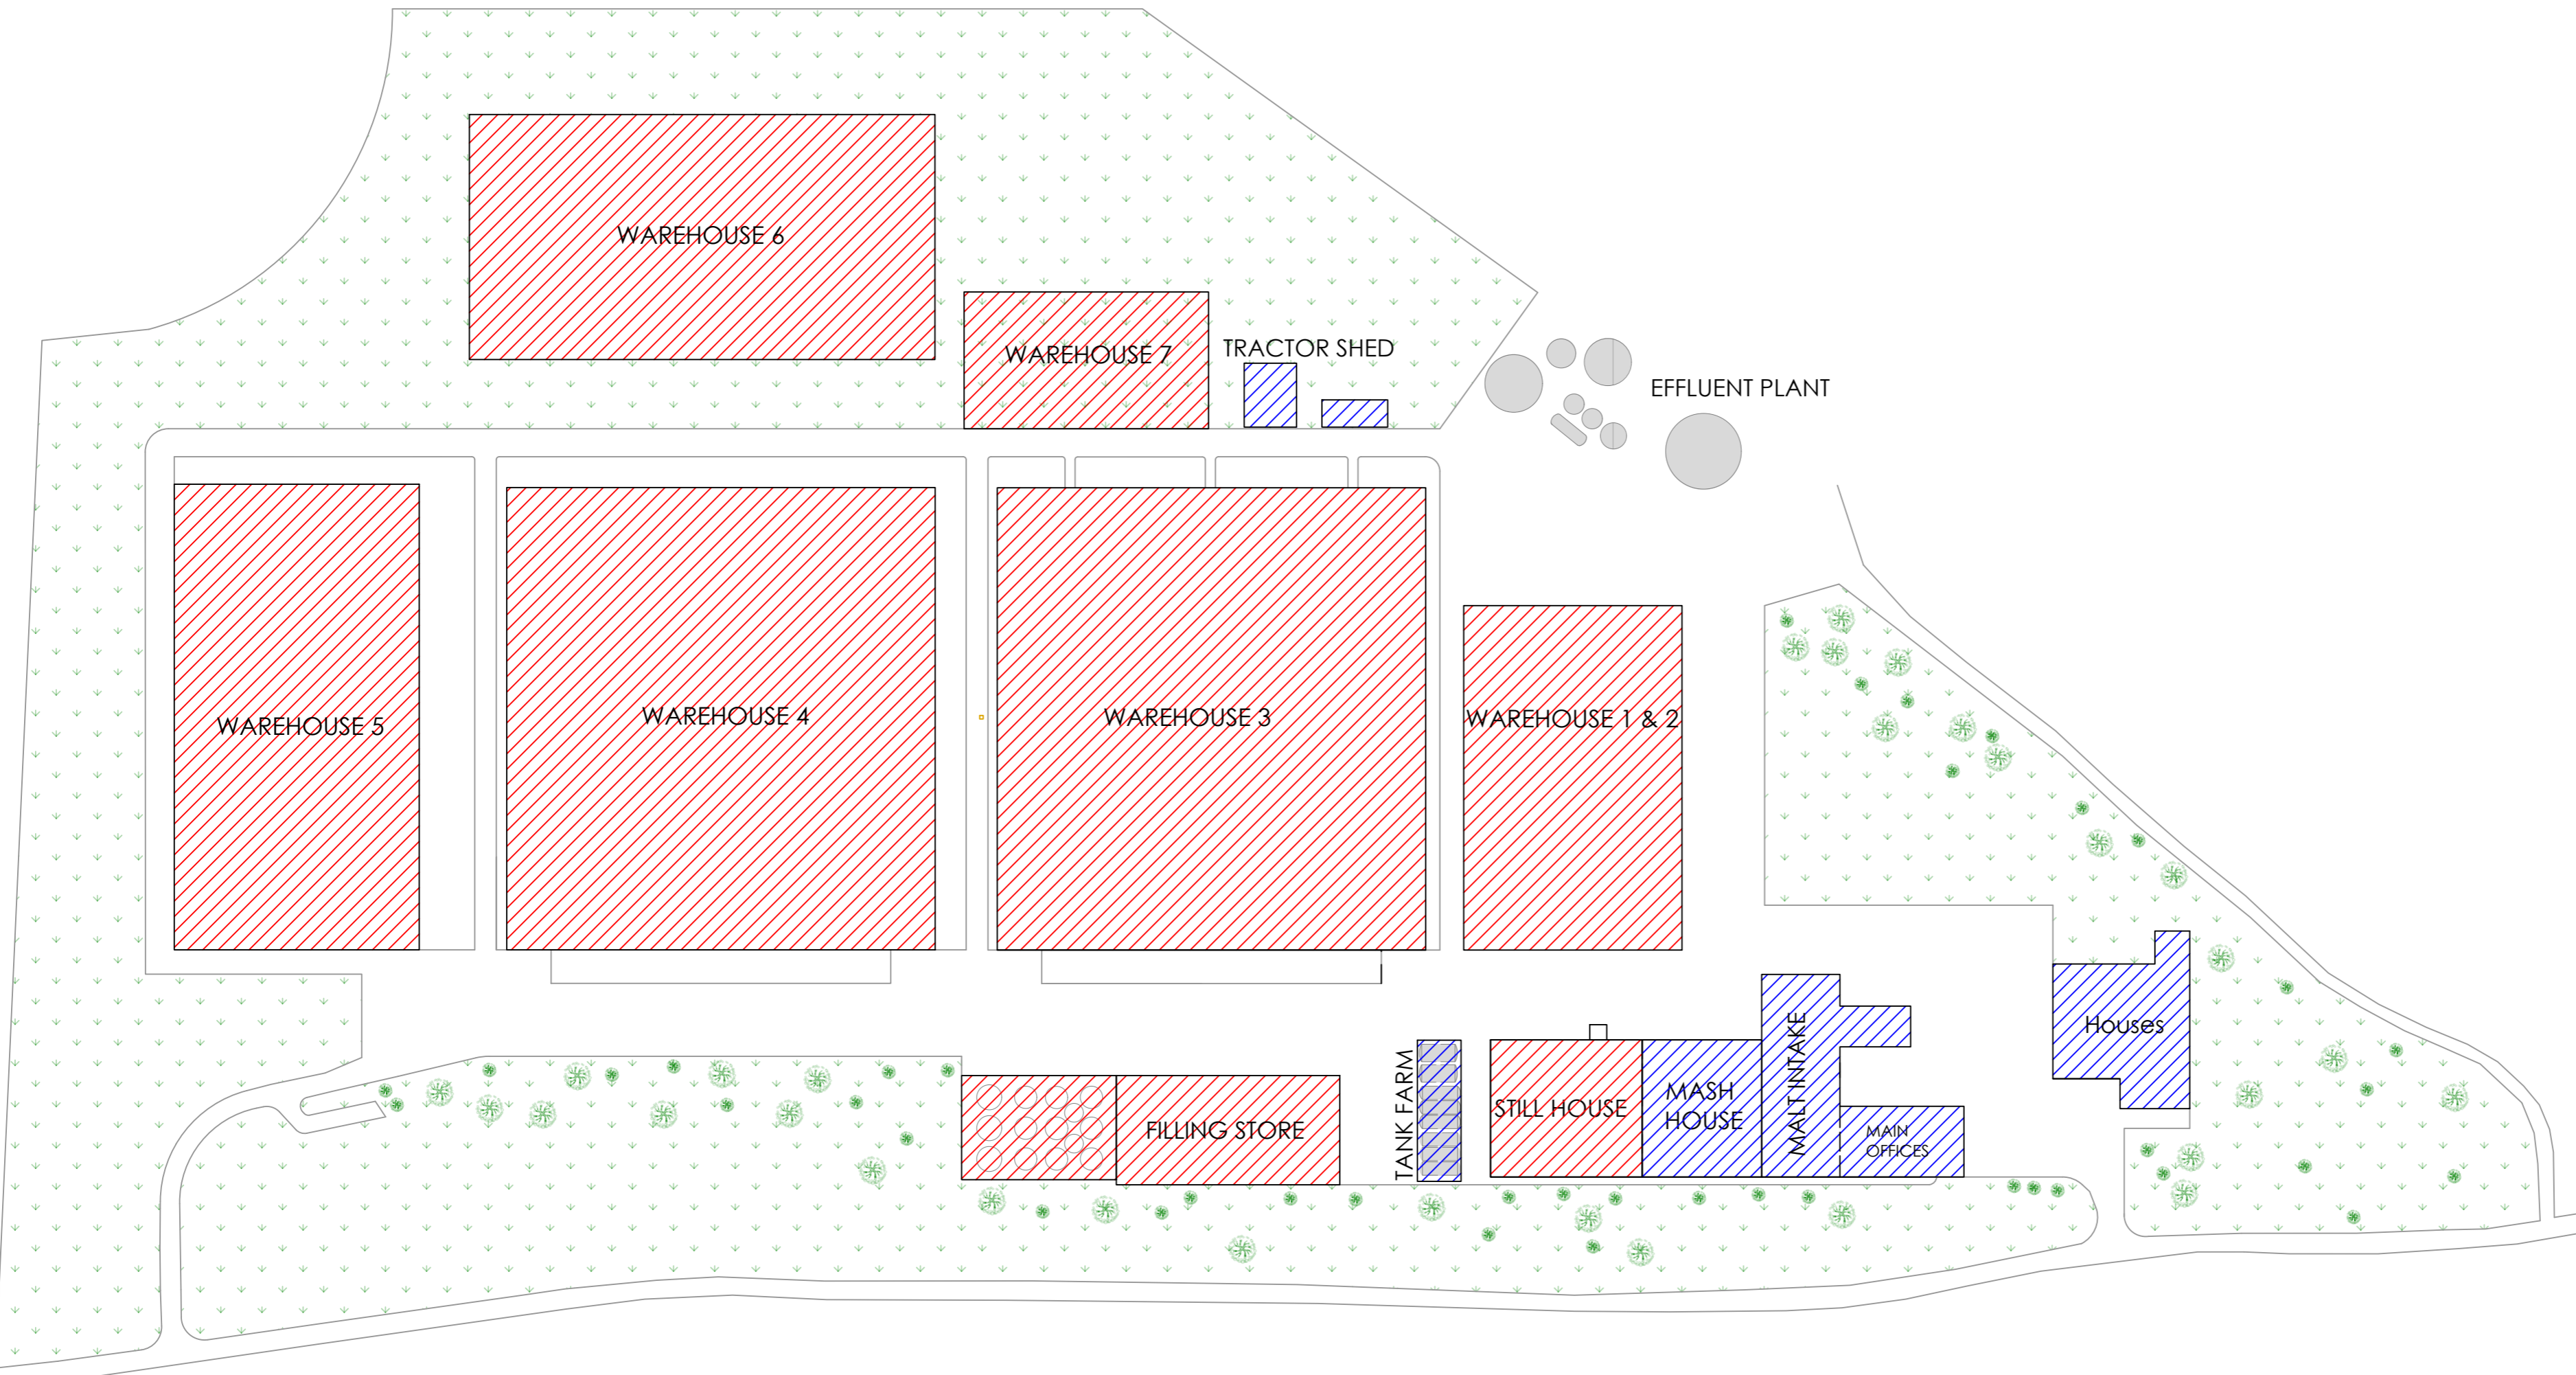 WAREHOUSE 6
WAREHOUSE 7
TRACTOR SHED
EFFLUENT PLANT
WAREHOUSE 5
WAREHOUSE 4
WAREHOUSE 3
WAREHOUSE 1 & 2
Houses
TANK FARM
STILL HOUSE
MASH
HOUSE
MALT INTAKE
MAIN
OFFICES
FILLING STORE